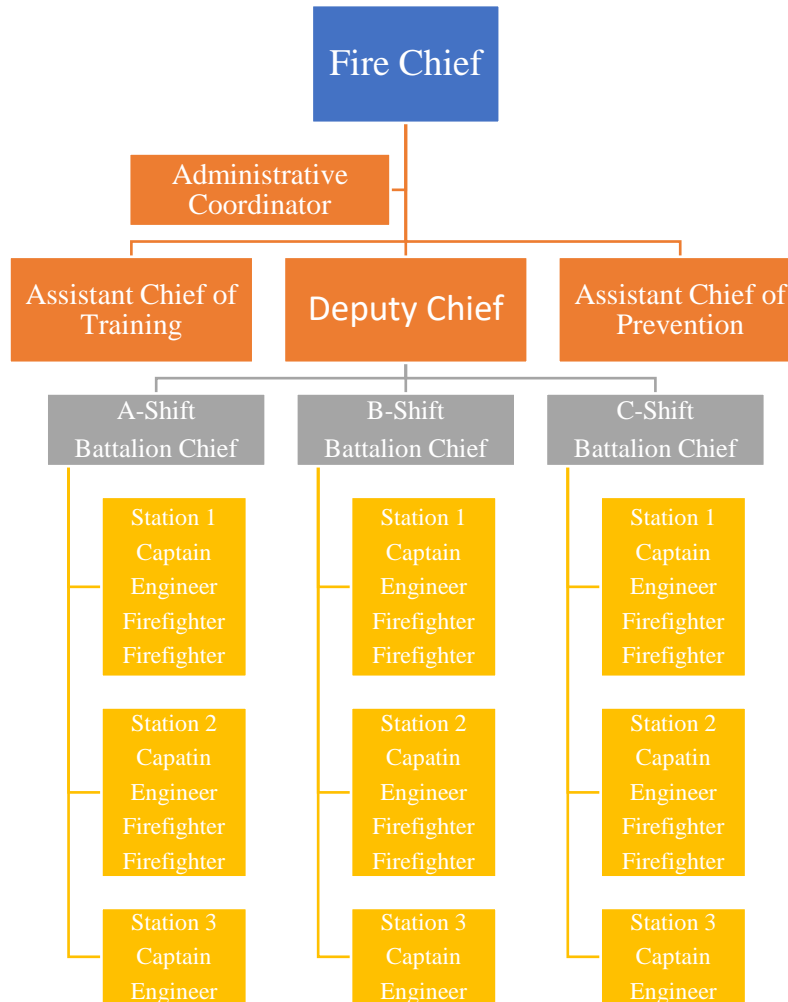 Fire Chief
Administrative
Coordinator
Assistant Chief of
Training
Deputy Chief
Assistant Chief of
Prevention
A-Shift
Battalion Chief
B-Shift
Battalion Chief
C-Shift
Battalion Chief
Station 1
Captain
Engineer
Firefighter
Firefighter
Station 2
Capatin
Engineer
Firefighter
Firefighter
Station 3
Captain
Engineer
Station 1
Captain
Engineer
Firefighter
Firefighter
Station 2
Capatin
Engineer
Firefighter
Firefighter
Station 3
Captain
Engineer
Station 1
Captain
Engineer
Firefighter
Firefighter
Station 2
Capatin
Engineer
Firefighter
Firefighter
Station 3
Captain
Engineer